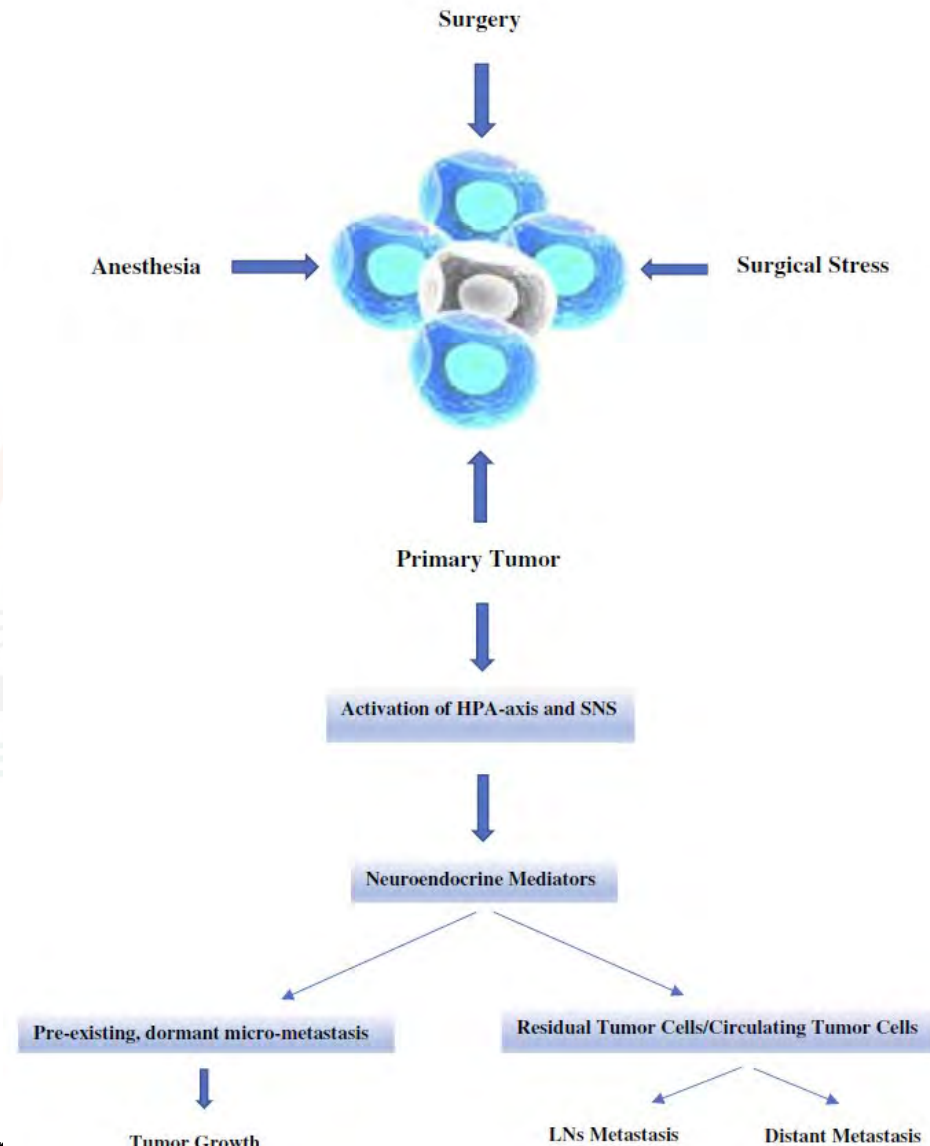 Surgery
Anesthesia
Surgical Stress
Primary Tumor
Activation of HPA-axis and SNS
Neuroendocrine Mediators
Pre-existing, dormant micro-metastasis
Residual Tumor Cells/Circulating Tumor Cells
Tumor Growth
LNs Metastasis
Distant Metastasis